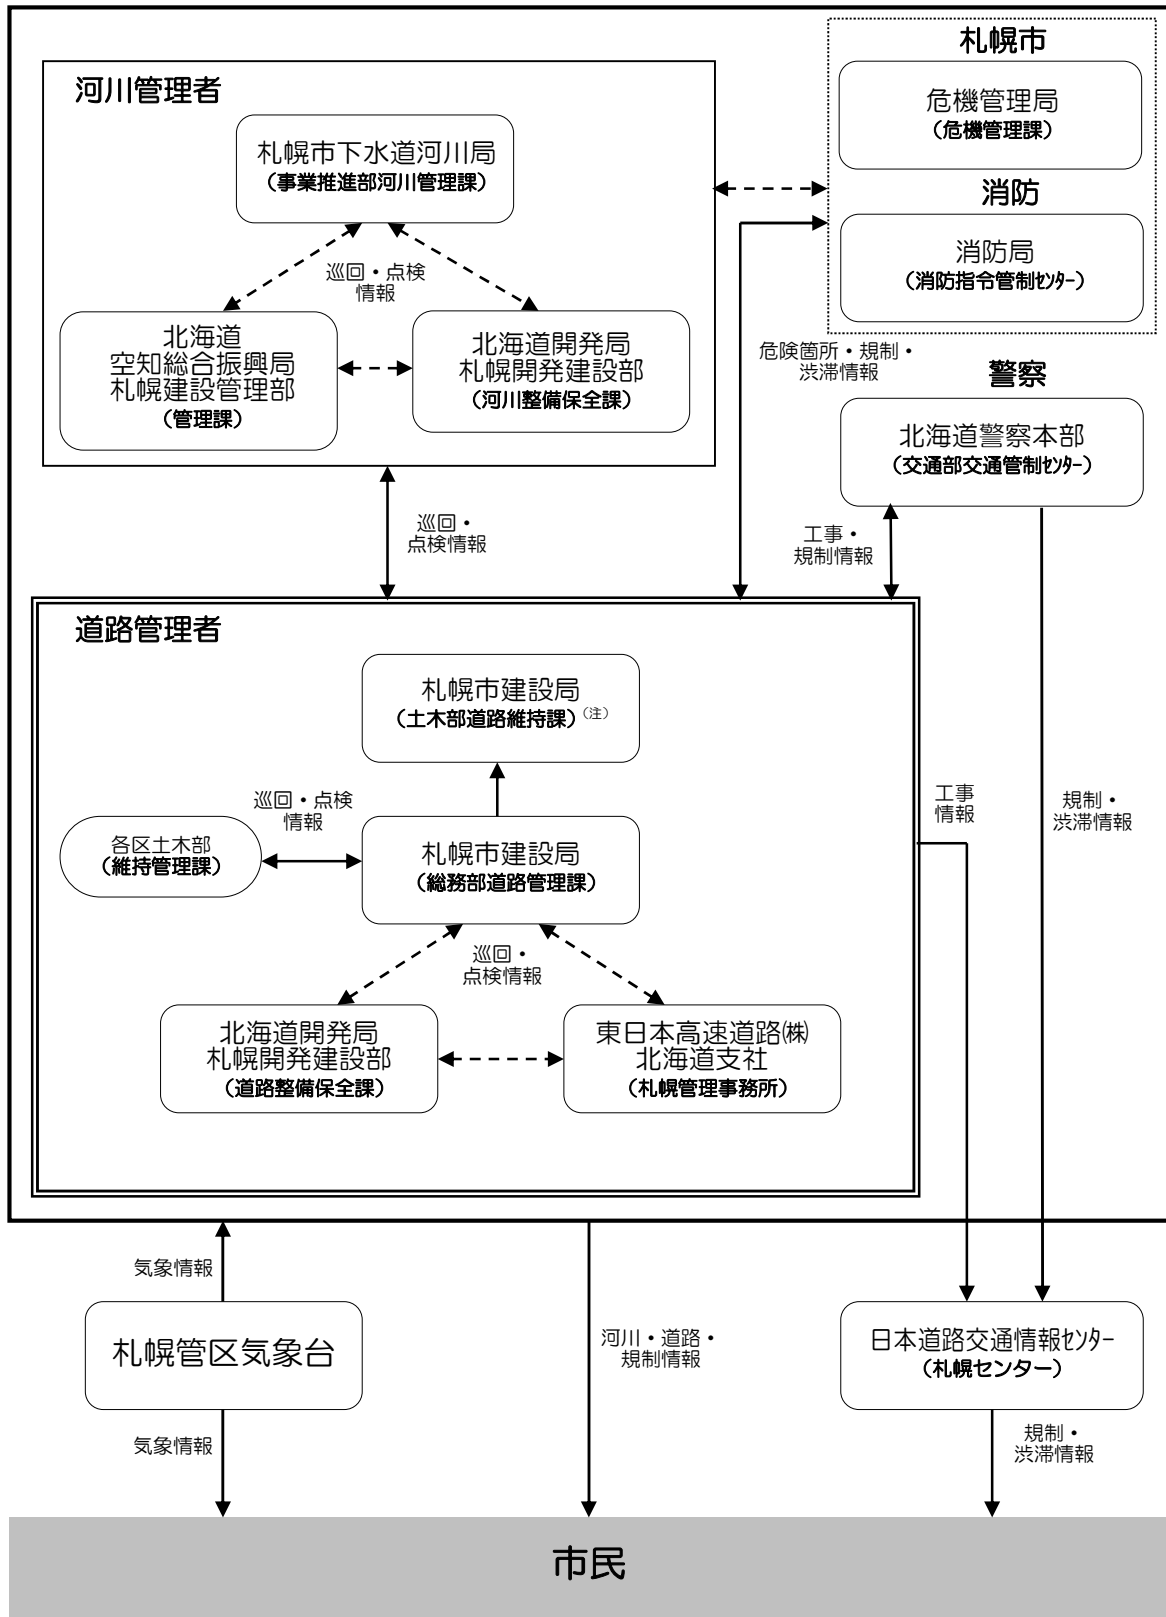 札幌市
危機管理局
（危機管理課）
消防
消防局
（消防指令管制ｾﾝﾀｰ）
河川管理者
札幌市下水道河川局
（事業推進部河川管理課）
巡回・点検
情報
北海道
空知総合振興局
札幌建設管理部
（管理課）
北海道開発局
札幌開発建設部
（河川整備保全課）
危険箇所・規制・
渋滞情報
警察
北海道警察本部
（交通部交通管制ｾﾝﾀｰ）
巡回・
点検情報
工事・
規制情報
道路管理者
札幌市建設局
（土木部道路維持課）（注）
巡回・点検
情報
各区土木部
（維持管理課）
札幌市建設局
（総務部道路管理課）
巡回・
点検情報
北海道開発局
札幌開発建設部
（道路整備保全課）
東日本高速道路㈱
北海道支社
（札幌管理事務所）
工事
情報
規制・
渋滞情報
気象情報
札幌管区気象台
気象情報
河川・道路・
規制情報
日本道路交通情報ｾﾝﾀｰ
（札幌センター）
規制・
渋滞情報
市民